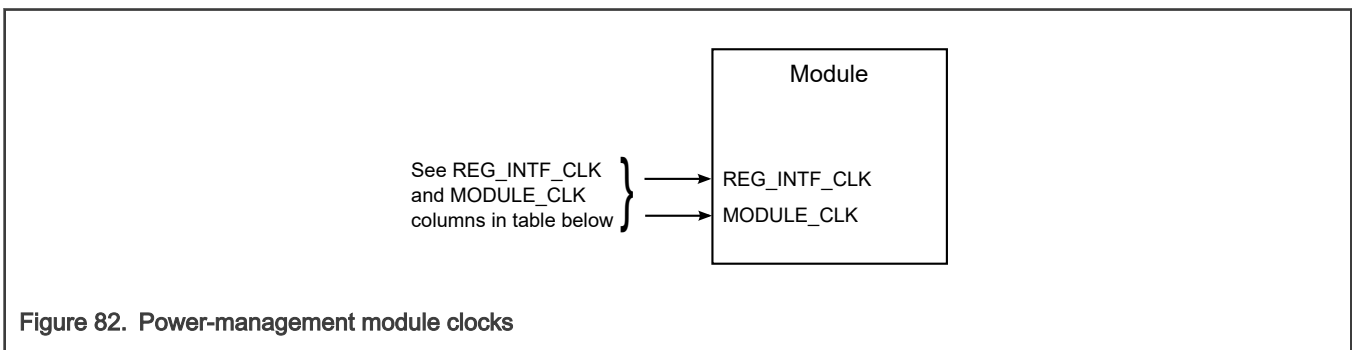 Module
See REG_INTF_CLK
and MODULE_CLK
columns in table below
REG_INTF_CLK
MODULE_CLK
Figure 82. Power-management module clocks